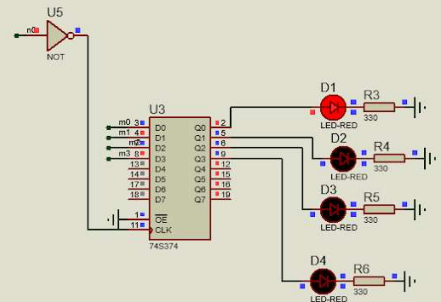 U5
n0
NOT
U3
m0 3 D0 Q0 2
m1 4 D1 Q1 5
m2 7 D2 Q2 6
m3 8 D3 Q3 9
13 D4 Q4 12
14 D5 Q5 15
17 D6 Q6 16
18 D7 Q7 19
1 OE
11 CLK
74S374
D1
LED-RED
R3
330
D2
LED-RED
R4
330
D3
LED-RED
R5
330
D4
LED-RED
R6
330